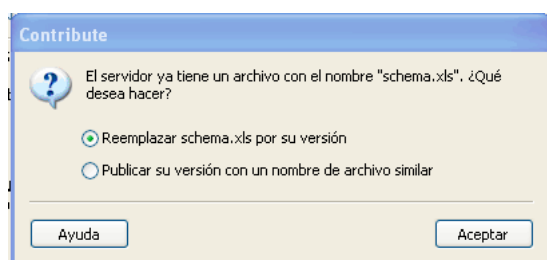 Contribute
El servidor ya tiene un archivo con el nombre "schema.xls". ¿Qué
desea hacer?
Reemplazar schema.xls por su versión
Publicar su versión con un nombre de archivo similar
Ayuda
Aceptar